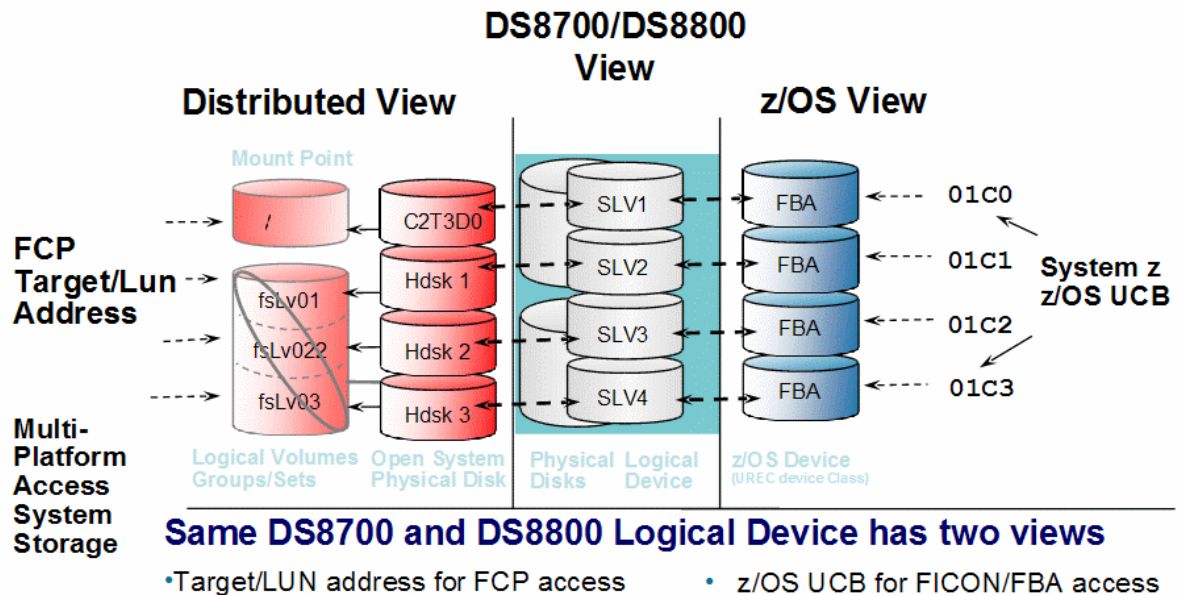 DS8700/DS8800
View
Distributed View
z/OS View
Mount Point
/
C2T3D0
SLV1
FBA
01C0
FCP
Target/Lun
Address
fsLv01
Hdsk 1
SLV2
FBA
01C1
System z
z/OS UCB
fsLv022
Hdsk 2
SLV3
FBA
01C2
fsLv03
Hdsk 3
SLV4
FBA
01C3
Multi-
Platform
Access
System
Storage
Logical Volumes
Groups/Sets
Open System
Physical Disk
Physical
Disks
Logical
Device
z/OS Device
(UREC device Class)
Same DS8700 and DS8800 Logical Device has two views
•Target/LUN address for FCP access
• z/OS UCB for FICON/FBA access